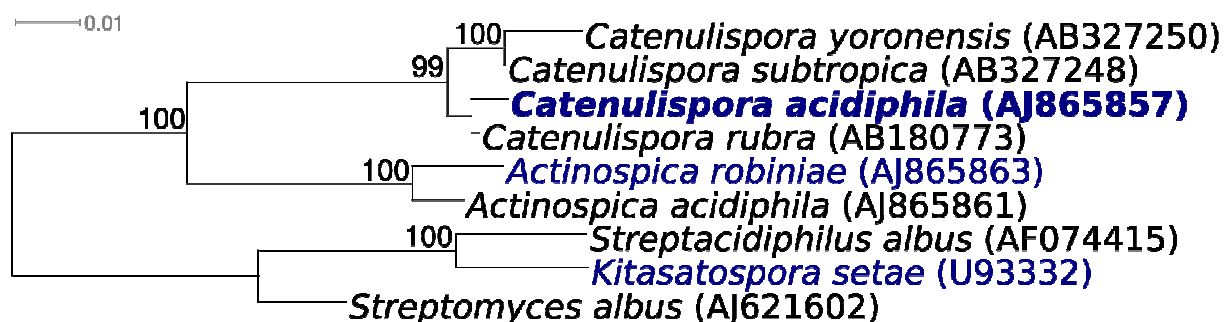 0.01
100 Catenulispora yoronensis (AB327250)
99 Catenulispora subtropica (AB327248)
Catenulispora acidiphila (AJ865857)
100 Catenulispora rubra (AB180773)
100 Actinospica robiniae (AJ865863)
Actinospica acidiphila (AJ865861)
100 Streptacidiphilus albus (AF074415)
Kitasatospora setae (U93332)
Streptomyces albus (AJ621602)